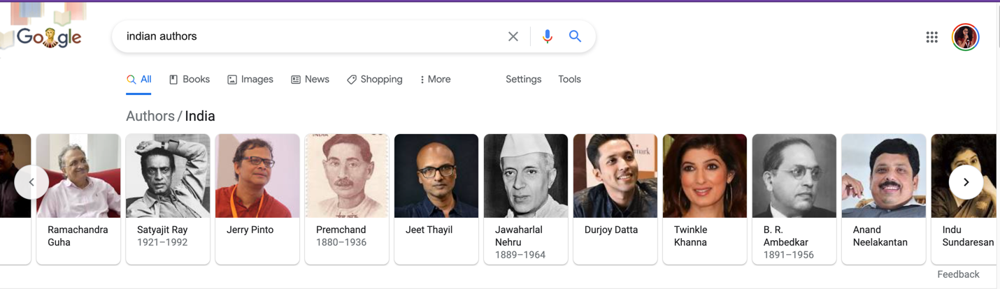 Google
indian authors
All Books Images News Shopping More Settings Tools
Authors / India
INDIA
mark
Ramachandra
Guha
Satyajit Ray
1921–1992
Jerry Pinto
Premchand
1880–1936
Jeet Thayil
Jawaharlal
Nehru
1889–1964
Durjoy Datta
Twinkle
Khanna
B. R.
Ambedkar
1891–1956
Anand
Neelakantan
Indu
Sundaresan
Feedback